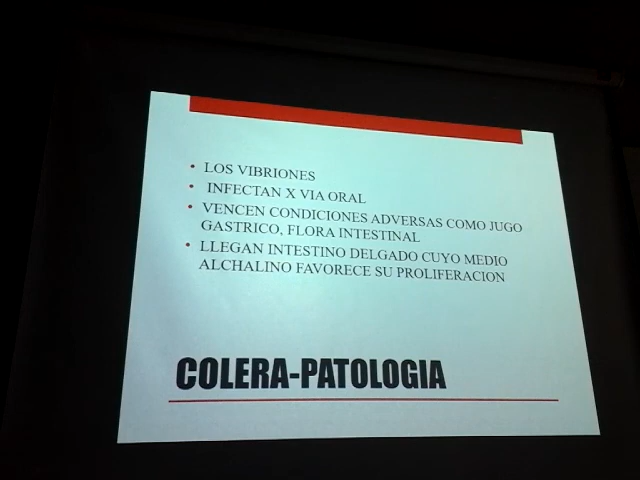 • LOS VIBRIONES
• INFECTAN X VIA ORAL
• VENCEN CONDICIONES ADVERSAS COMO JUGO
GASTRICO, FLORA INTESTINAL
• LLEGAN INTESTINO DELGADO CUYO MEDIO
ALCHALINO FAVORECE SU PROLIFERACION
COLERA-PATOLOGIA